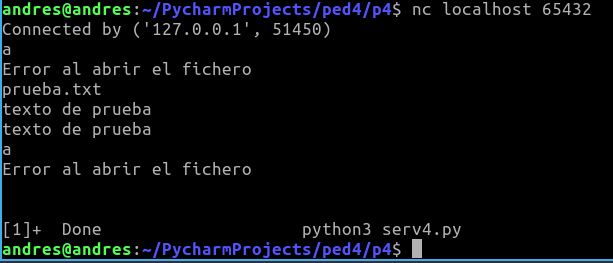 andres@andres:~/PycharmProjects/ped4/p4$ nc localhost 65432
Connected by ('127.0.0.1', 51450)
a
Error al abrir el fichero
prueba.txt
texto de prueba
texto de prueba
a
Error al abrir el fichero
[1]+  Done                    python3 serv4.py
andres@andres:~/PycharmProjects/ped4/p4$